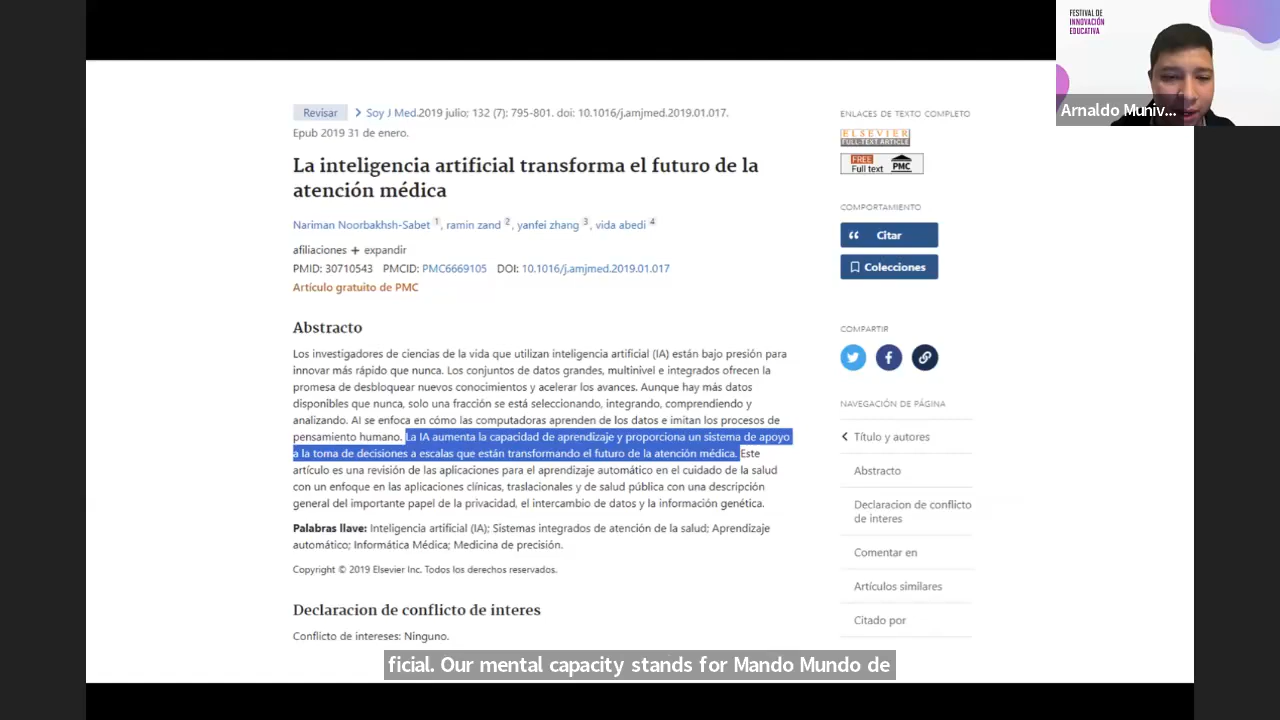 FESTIVAL DE
INNOVACIÓN
EDUCATIVA
Arnaldo Muniv...
Revisar > Soy J Med.2019 julio; 132 (7): 795-801. doi: 10.1016/j.amjmed.2019.01.017.
Epub 2019 31 de enero.
La inteligencia artificial transforma el futuro de la
atención médica
Nariman Noorbakhsh-Sabet 1, ramin zand 2, yanfei zhang 3, vida abedi 4
afiliaciones + expandir
PMID: 30710543 PMCID: PMC6669105 DOI: 10.1016/j.amjmed.2019.01.017
Artículo gratuito de PMC
Abstracto
Los investigadores de ciencias de la vida que utilizan inteligencia artificial (IA) están bajo presión para
innovar más rápido que nunca. Los conjuntos de datos grandes, multinivel e integrados ofrecen la
promesa de desbloquear nuevos conocimientos y acelerar los avances. Aunque hay más datos
disponibles que nunca, solo una fracción se está seleccionando, integrando, comprendiendo y
analizando. AI se enfoca en cómo las computadoras aprenden de los datos e imitan los procesos de
pensamiento humano. La IA aumenta la capacidad de aprendizaje y proporciona un sistema de apoyo
a la toma de decisiones a escalas que están transformando el futuro de la atención médica. Este
artículo es una revisión de las aplicaciones para el aprendizaje automático en el cuidado de la salud
con un enfoque en las aplicaciones clínicas, traslacionales y de salud pública con una descripción
general del importante papel de la privacidad, el intercambio de datos y la información genética.
Palabras llave: Inteligencia artificial (IA); Sistemas integrados de atención de la salud; Aprendizaje
automático; Informática Médica; Medicina de precisión.
Copyright © 2019 Elsevier Inc. Todos los derechos reservados.
Declaracion de conflicto de interes
Conflicto de intereses: Ninguno.
ENLACES DE TEXTO COMPLETO
ELSEVIER
FULL-TEXT ARTICLE
FREE
Full text PMC
COMPORTAMIENTO
Citar
Colecciones
COMPARTIR
NAVEGACIÓN DE PÁGINA
Título y autores
Abstracto
Declaracion de conflicto
de interes
Comentar en
Artículos similares
Citado por
ficial. Our mental capacity stands for Mando Mundo de